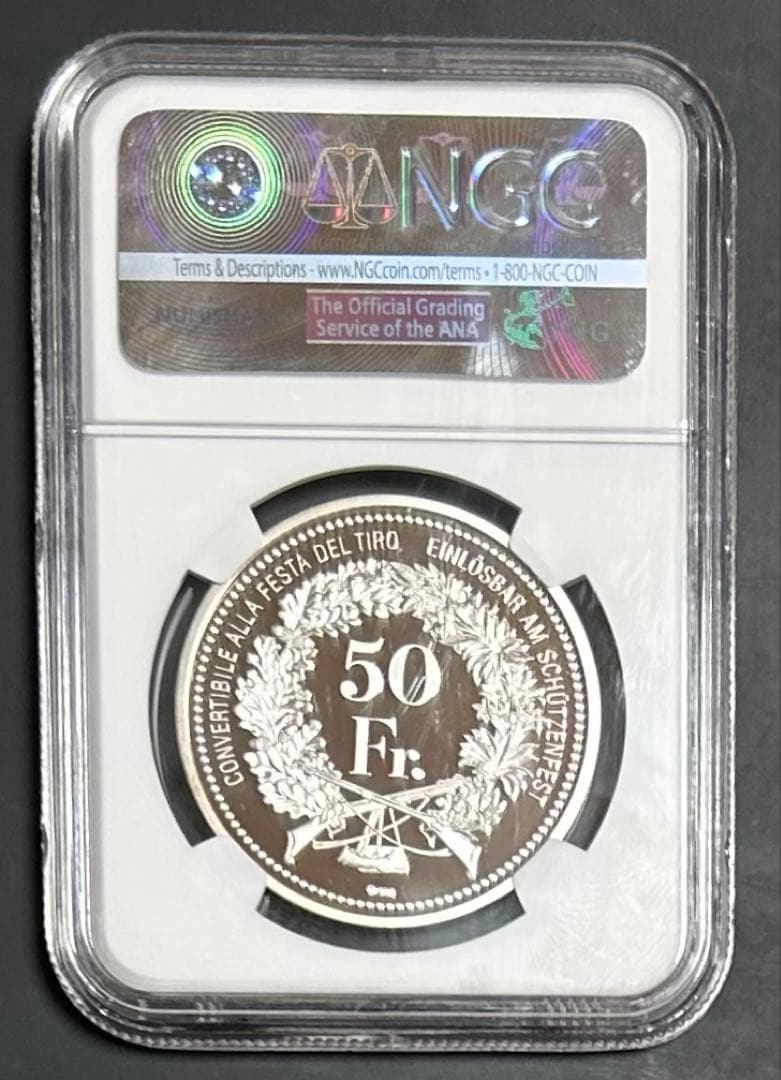 NGC
Terms & Descriptions - www.NGCcoin.com/terms • 1-800-NGC-COIN
The Official Grading
Service of the ANA
CONVERTIBILE ALLA FESTA DEL TIRO EINLÖSBAR AM SCHÜTZENFEST
50
Fr.